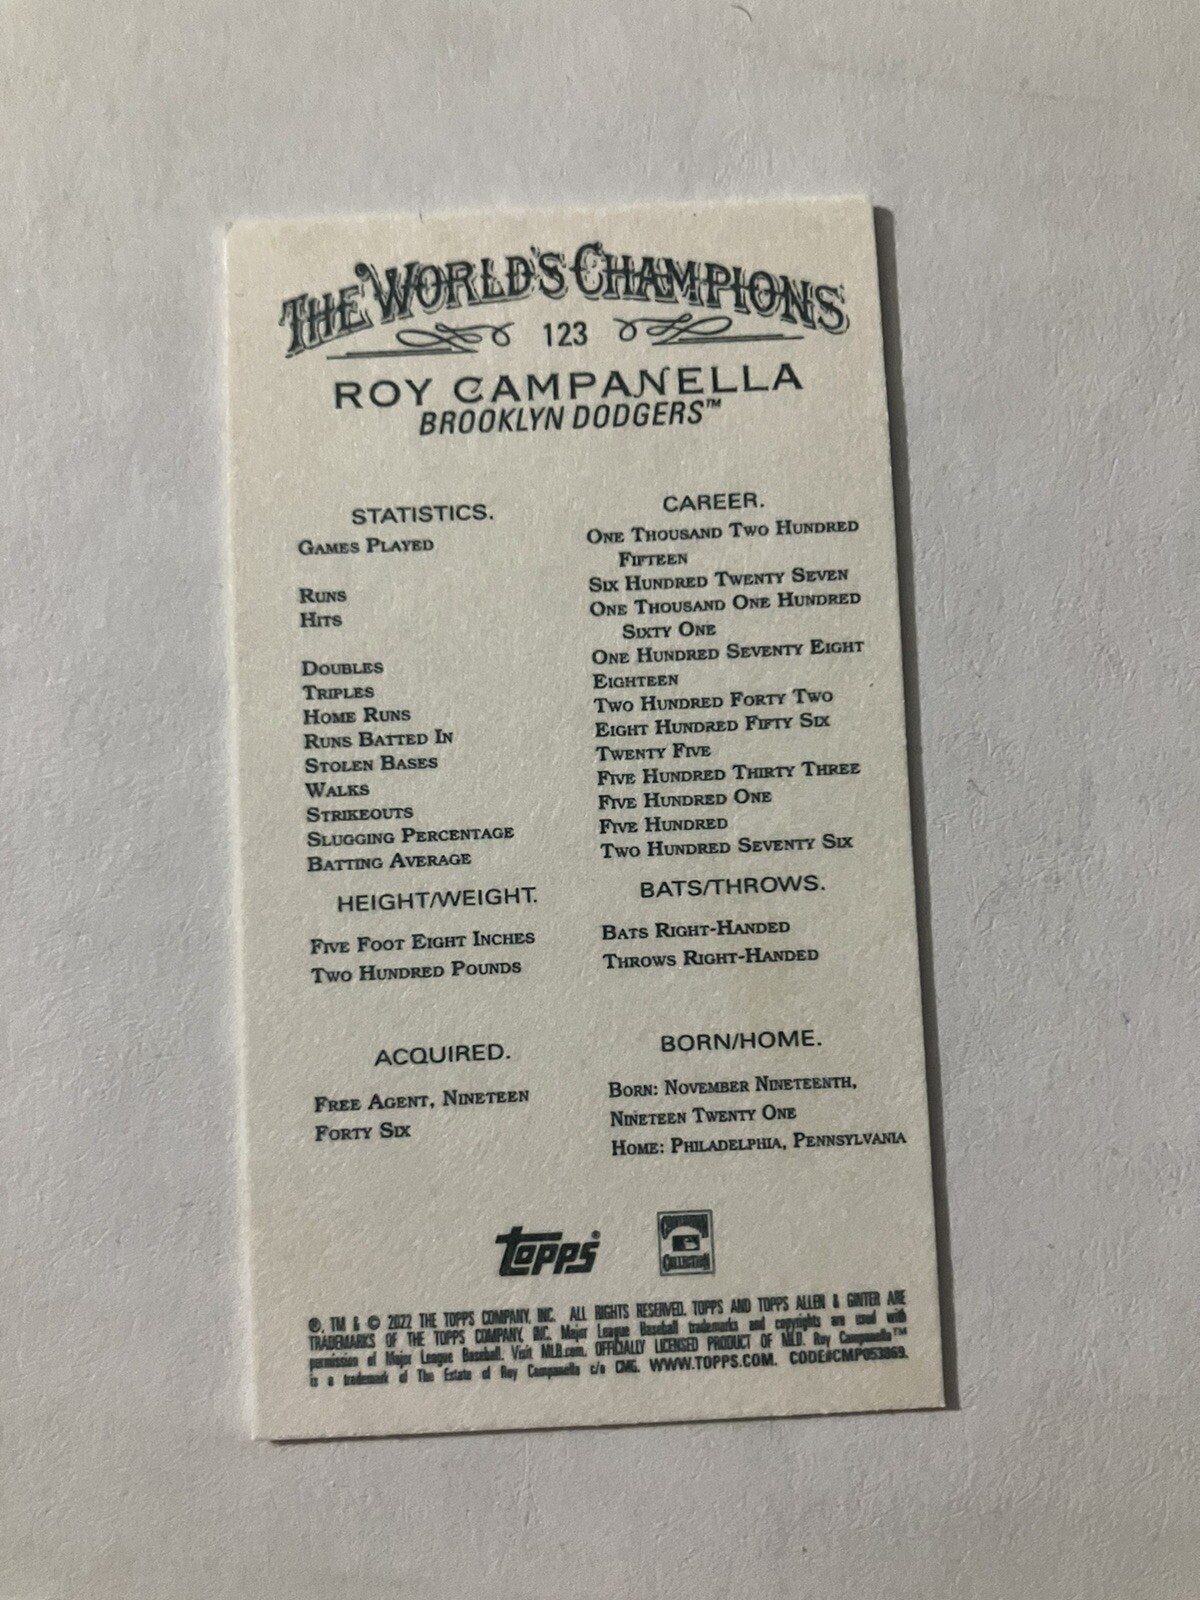 THE WORLD'S CHAMPIONS
123
ROY CAMPANELLA
BROOKLYN DODGERS™
STATISTICS. CAREER.
GAMES PLAYED ONE THOUSAND TWO HUNDRED
FIFTEEN
RUNS SIX HUNDRED TWENTY SEVEN
HITS ONE THOUSAND ONE HUNDRED
SIXTY ONE
DOUBLES ONE HUNDRED SEVENTY EIGHT
TRIPLES EIGHTEEN
HOME RUNS TWO HUNDRED FORTY TWO
RUNS BATTED IN EIGHT HUNDRED FIFTY SIX
STOLEN BASES TWENTY FIVE
WALKS FIVE HUNDRED THIRTY THREE
STRIKEOUTS FIVE HUNDRED ONE
SLUGGING PERCENTAGE FIVE HUNDRED
BATTING AVERAGE TWO HUNDRED SEVENTY SIX
HEIGHT/WEIGHT. BATS/THROWS.
FIVE FOOT EIGHT INCHES BATS RIGHT-HANDED
TWO HUNDRED POUNDS THROWS RIGHT-HANDED
ACQUIRED. BORN/HOME.
FREE AGENT, NINETEEN BORN: NOVEMBER NINETEENTH,
FORTY SIX NINETEEN TWENTY ONE
HOME: PHILADELPHIA, PENNSYLVANIA
topps®
COLLECTION
®, TM & © 2022 THE TOPPS COMPANY, INC. ALL RIGHTS RESERVED. TOPPS AND TOPPS ALLEN & GINTER ARE
TRADEMARKS OF THE TOPPS COMPANY, INC. Major League Baseball trademarks and copyrights are used with
permission of Major League Baseball. Visit MLB.com. OFFICIALLY LICENSED PRODUCT OF MLB. Roy Campanella™
is a trademark of The Estate of Roy Campanella c/o CMG. WWW.TOPPS.COM. CODE#CMP053869.